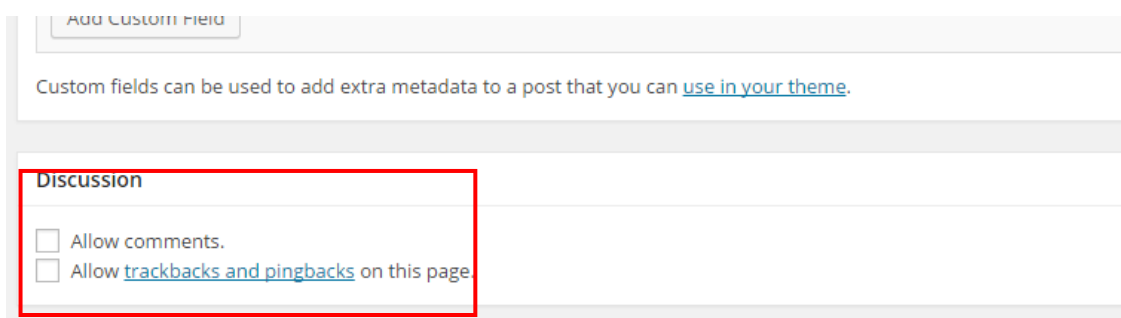 Add Custom Field
Custom fields can be used to add extra metadata to a post that you can use in your theme.
Discussion
Allow comments.
Allow trackbacks and pingbacks on this page.